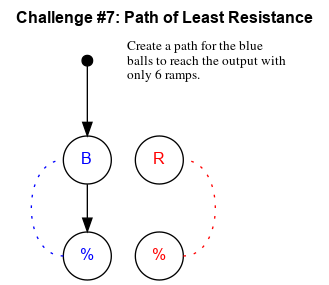 Challenge #7: Path of Least Resistance
Create a path for the blue
balls to reach the output with
only 6 ramps.
B R
% %